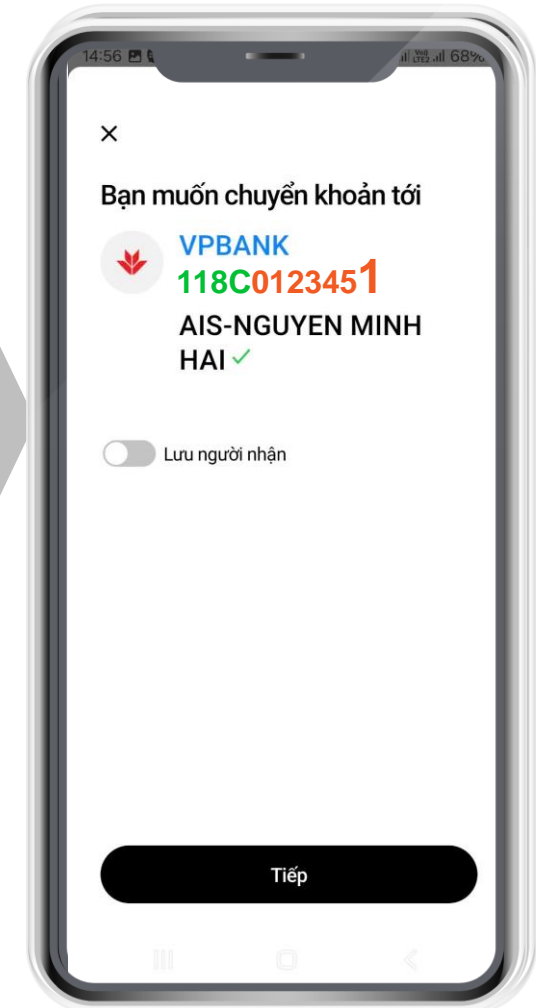 14:56
68%
Bạn muốn chuyển khoản tới
VPBANK
118C0123451
AIS-NGUYEN MINH
HAI
Lưu người nhận
Tiếp